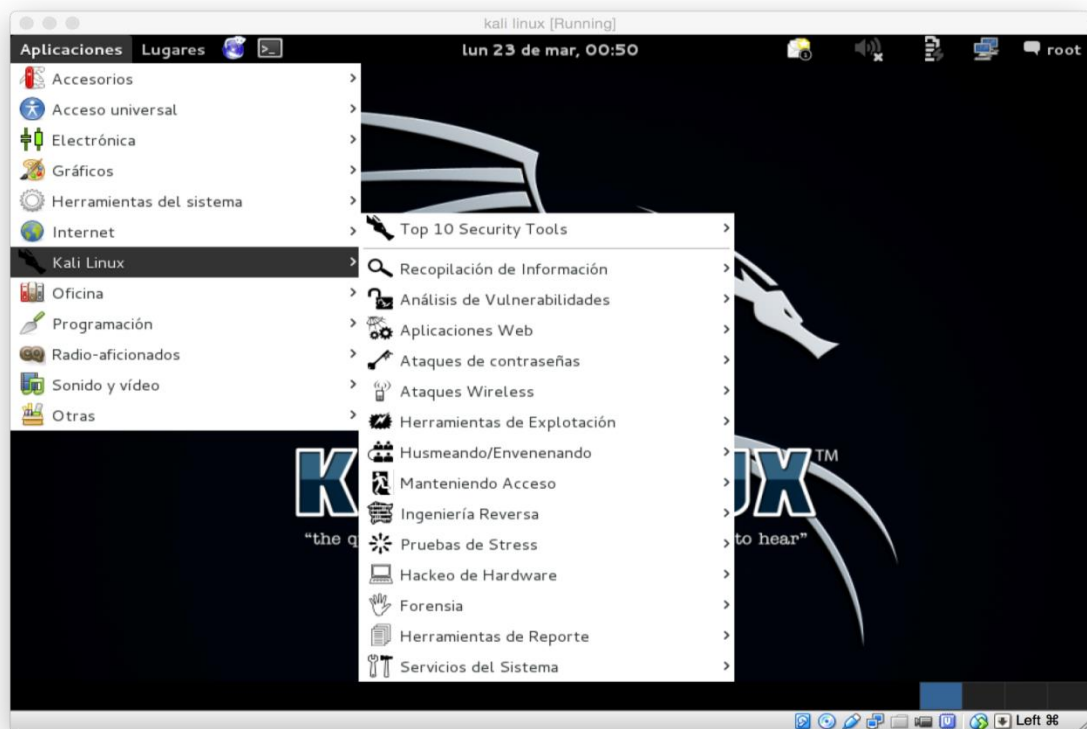 kali linux [Running]
Aplicaciones Lugares lun 23 de mar, 00:50 root
Accesorios
Acceso universal
Electrónica
Gráficos
Herramientas del sistema
Internet
Kali Linux
Oficina
Programación
Radio-aficionados
Sonido y vídeo
Otras
Top 10 Security Tools
Recopilación de Información
Análisis de Vulnerabilidades
Aplicaciones Web
Ataques de contraseñas
Ataques Wireless
Herramientas de Explotación
Husmeando/Envenenando
Manteniendo Acceso
Ingeniería Reversa
Pruebas de Stress
Hackeo de Hardware
Forensia
Herramientas de Reporte
Servicios del Sistema
K UX™
“the q to hear”
Left ⌘